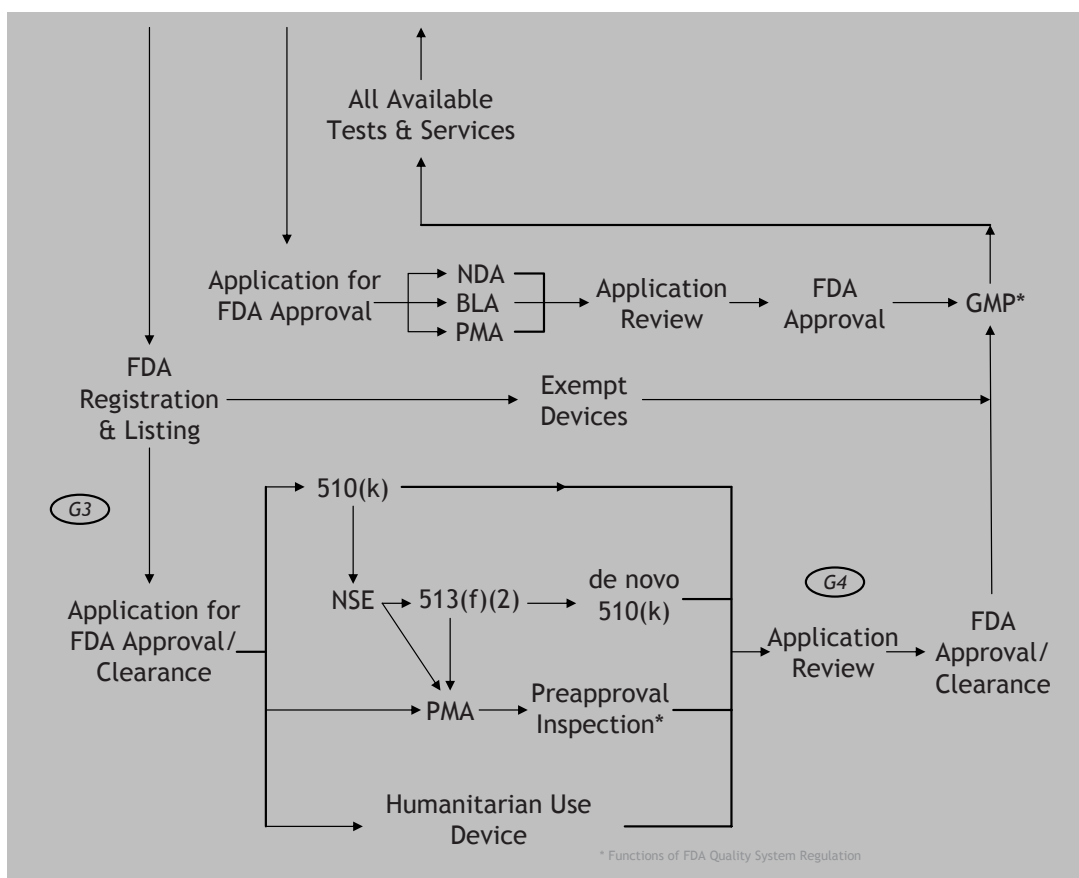 All Available
Tests & Services
Application for
FDA Approval
NDA
BLA
PMA
Application
Review
FDA
Approval
GMP*
FDA
Registration
& Listing
Exempt
Devices
G3
510(k)
NSE
513(f)(2)
de novo
510(k)
G4
Application for
FDA Approval/
Clearance
PMA
Preapproval
Inspection*
Application
Review
FDA
Approval/
Clearance
Humanitarian Use
Device
* Functions of FDA Quality System Regulation